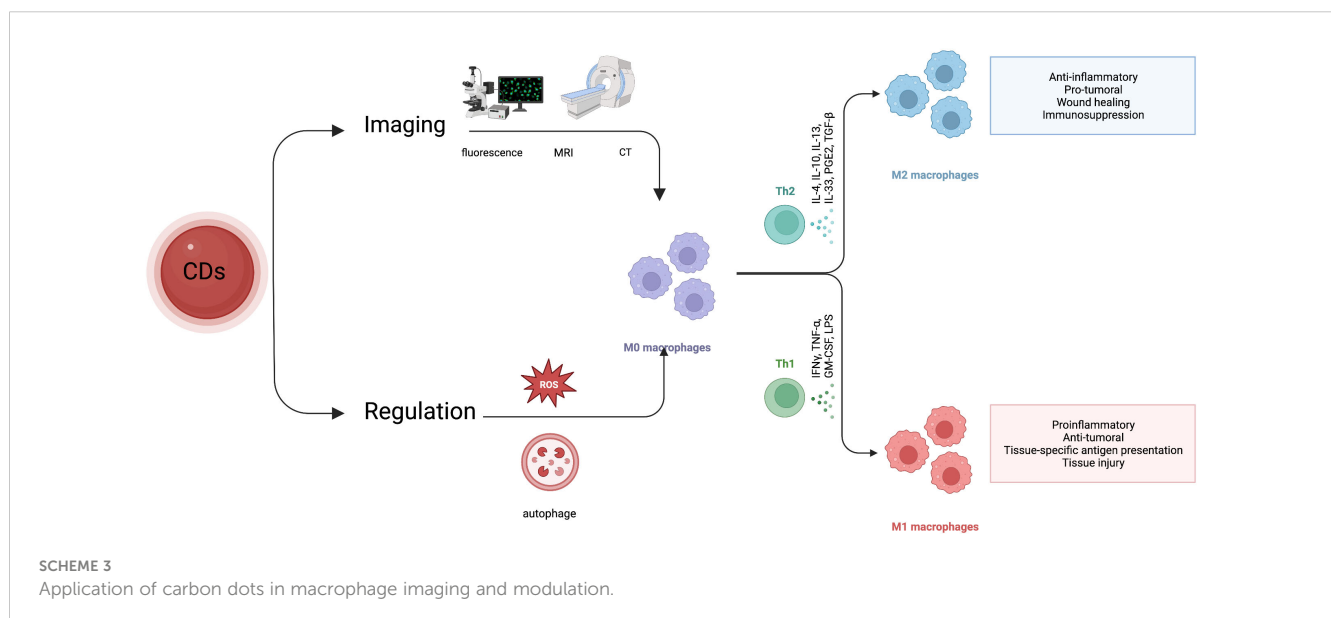 CDs
Imaging
fluorescence
MRI
CT
Regulation
ROS
autophage
M0 macrophages
Th2
IL-4, IL-10, IL-13,
IL-33, PGE2, TGF-β
M2 macrophages
Anti-inflammatory
Pro-tumoral
Wound healing
Immunosuppression
Th1
IFNγ, TNF-α,
GM-CSF, LPS
M1 macrophages
Proinflammatory
Anti-tumoral
Tissue-specific antigen presentation
Tissue injury
SCHEME 3
Application of carbon dots in macrophage imaging and modulation.